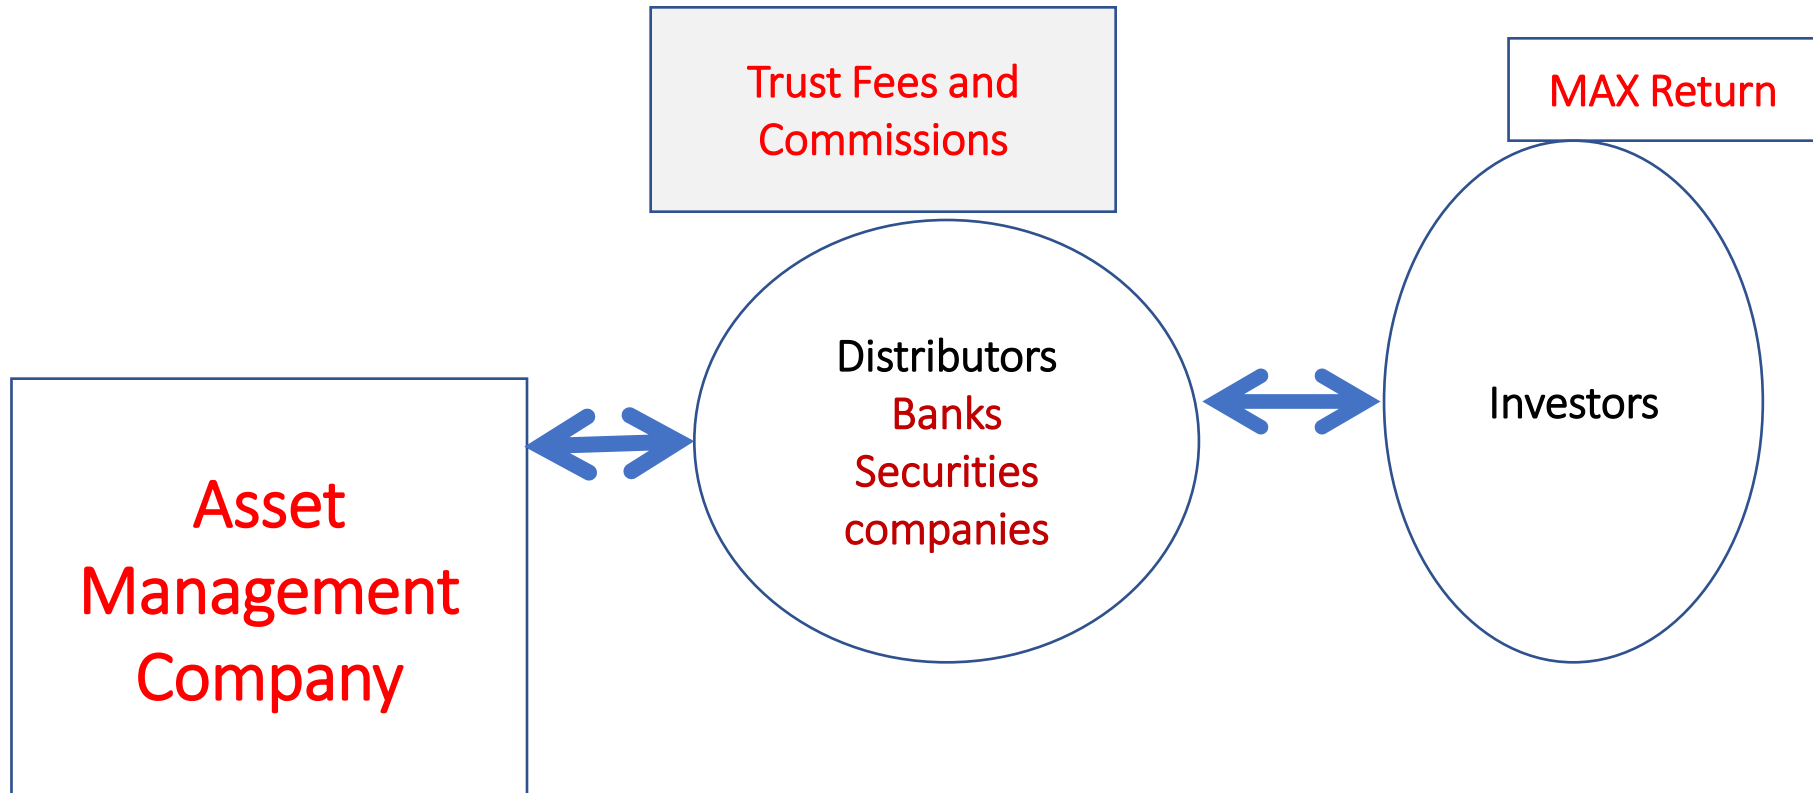 Trust Fees and
Commissions
MAX Return
Distributors
Banks
Securities
companies
Investors
Asset
Management
Company